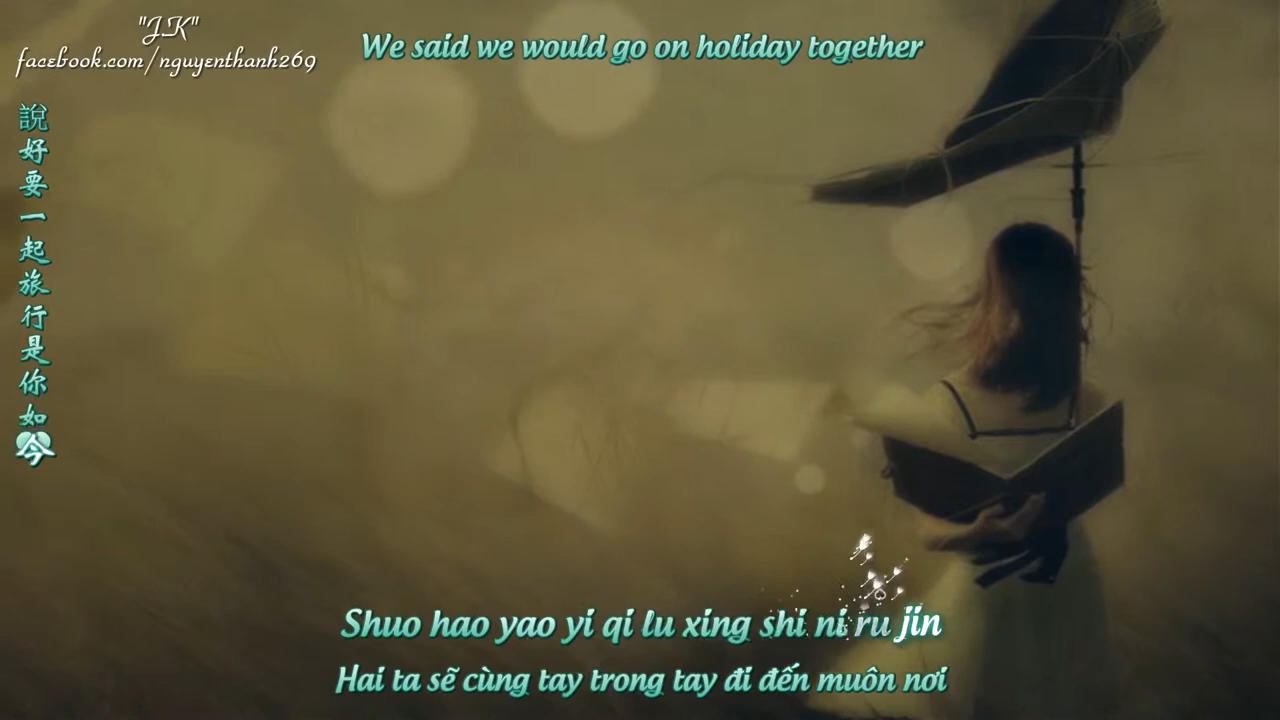 "J.K"
facebook.com/nguyenthanh269
We said we would go on holiday together
說好要一起旅行是你如今
Shuo hao yao yi qi lu xing shi ni ru jin
Hai ta sẽ cùng tay trong tay đi đến muôn nơi